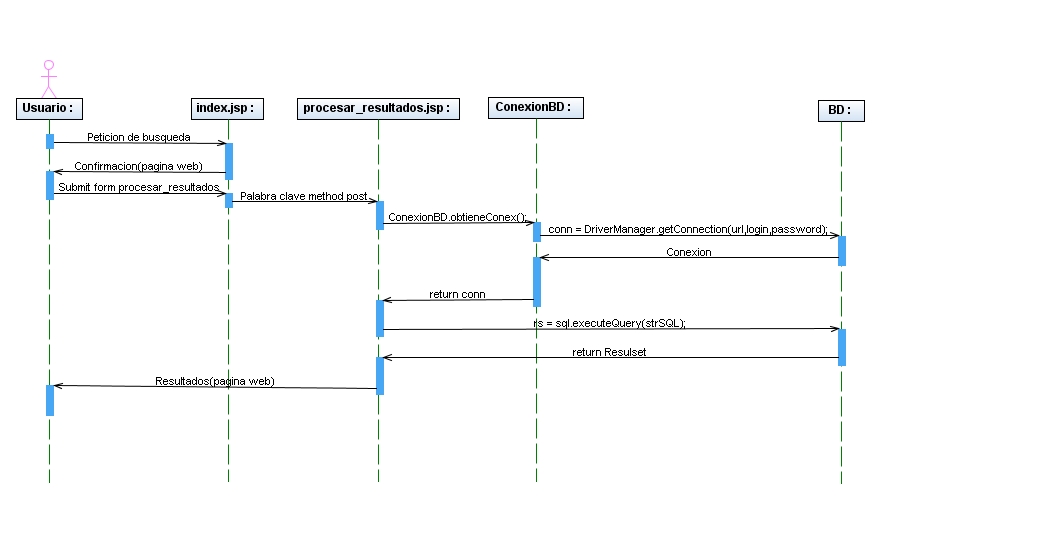 Usuario :
index.jsp :
procesar_resultados.jsp :
ConexionBD :
BD :
Peticion de busqueda
Confirmacion(pagina web)
Submit form procesar_resultados
Palabra clave method post
ConexionBD.obtieneConex();
conn = DriverManager.getConnection(url,login,password);
Conexion
return conn
rs = sql.executeQuery(strSQL);
return Resulset
Resultados(pagina web)